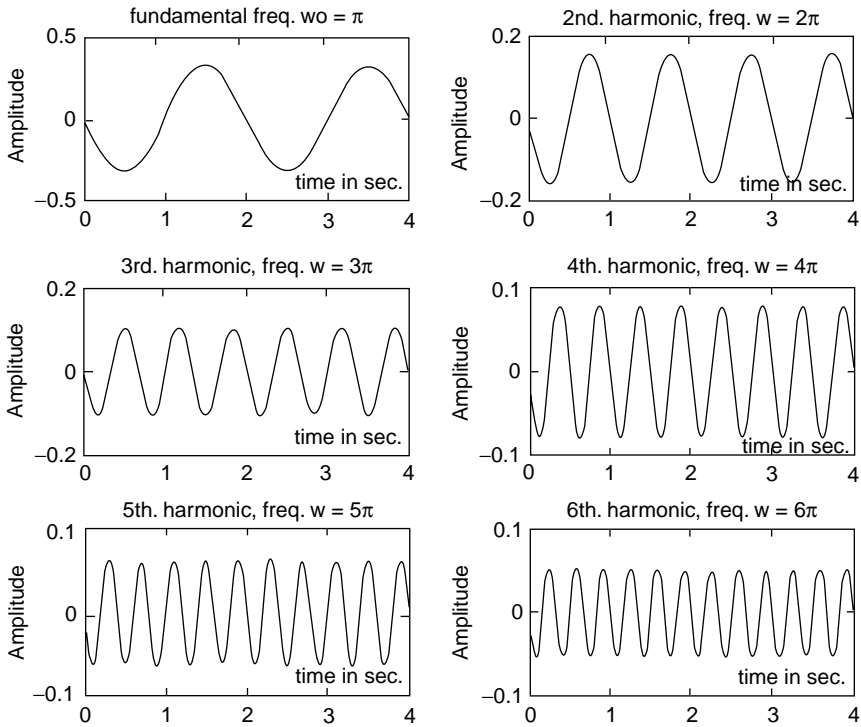 fundamental freq. wo = π
0.5
0
−0.5
Amplitude
time in sec.
0 1 2 3 4
2nd. harmonic, freq. w = 2π
0.2
0
−0.2
Amplitude
time in sec.
0 1 2 3 4
3rd. harmonic, freq. w = 3π
0.2
0
−0.2
Amplitude
time in sec.
0 1 2 3 4
4th. harmonic, freq. w = 4π
0.1
0
−0.1
Amplitude
time in sec.
0 1 2 3 4
5th. harmonic, freq. w = 5π
0.1
0
−0.1
Amplitude
time in sec.
0 1 2 3 4
6th. harmonic, freq. w = 6π
0.1
0
−0.1
Amplitude
time in sec.
0 1 2 3 4